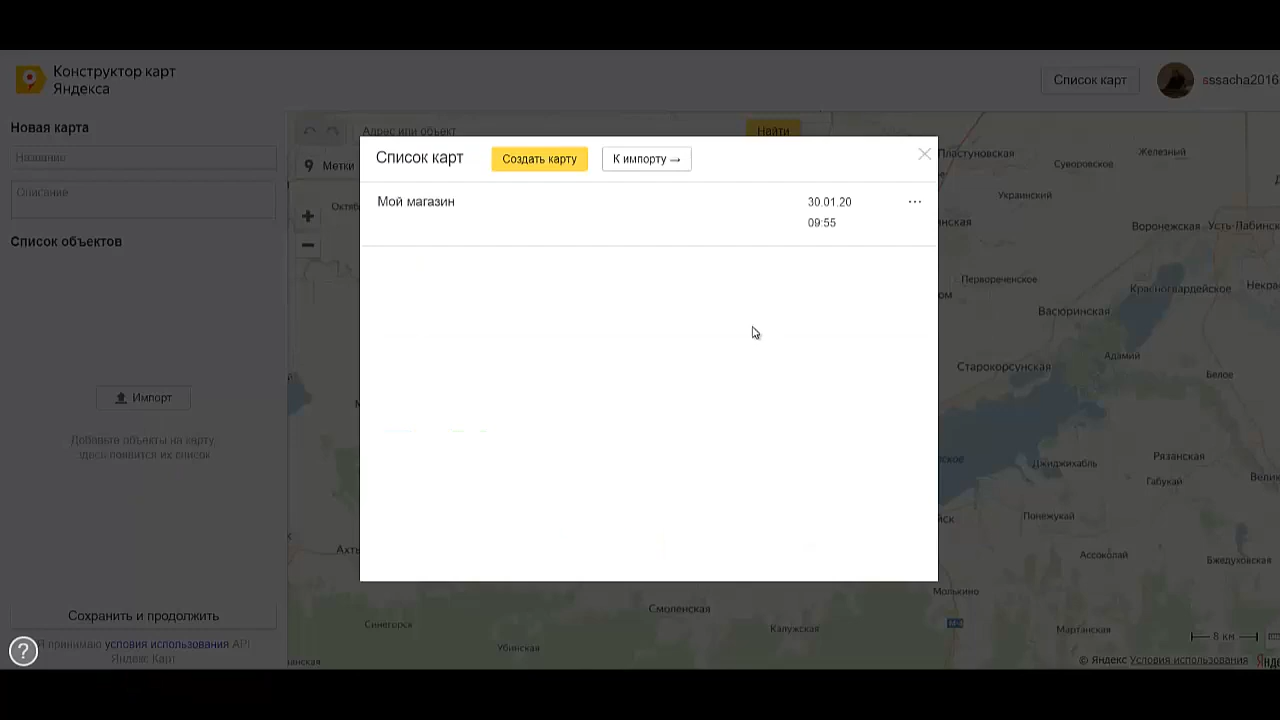 Конструктор карт
Яндекса
Список карт
sssacha2016
Новая карта
Название
Описание
Список объектов
Импорт
Добавьте объекты на карту,
здесь появится их список
Сохранить и продолжить
Я принимаю условия использования API
Яндекс Карт
Адрес или объект
Найти
Метки
Список карт
Создать карту
К импорту →
Мой магазин
30.01.20
09:55
Пластуновская
Железный
Суворовское
Украинский
Воронежская
Усть-Лабинск
Первореченское
Красногвардейское
Васюринская
Старокорсунская
Адамий
Белое
Рязанская
Джиджихабль
Габукай
Понежукай
Ассоколай
Бжедуховская
Молькино
Мартанская
Смоленская
Калужская
Синегорск
Убинская
8 км
© Яндекс Условия использования